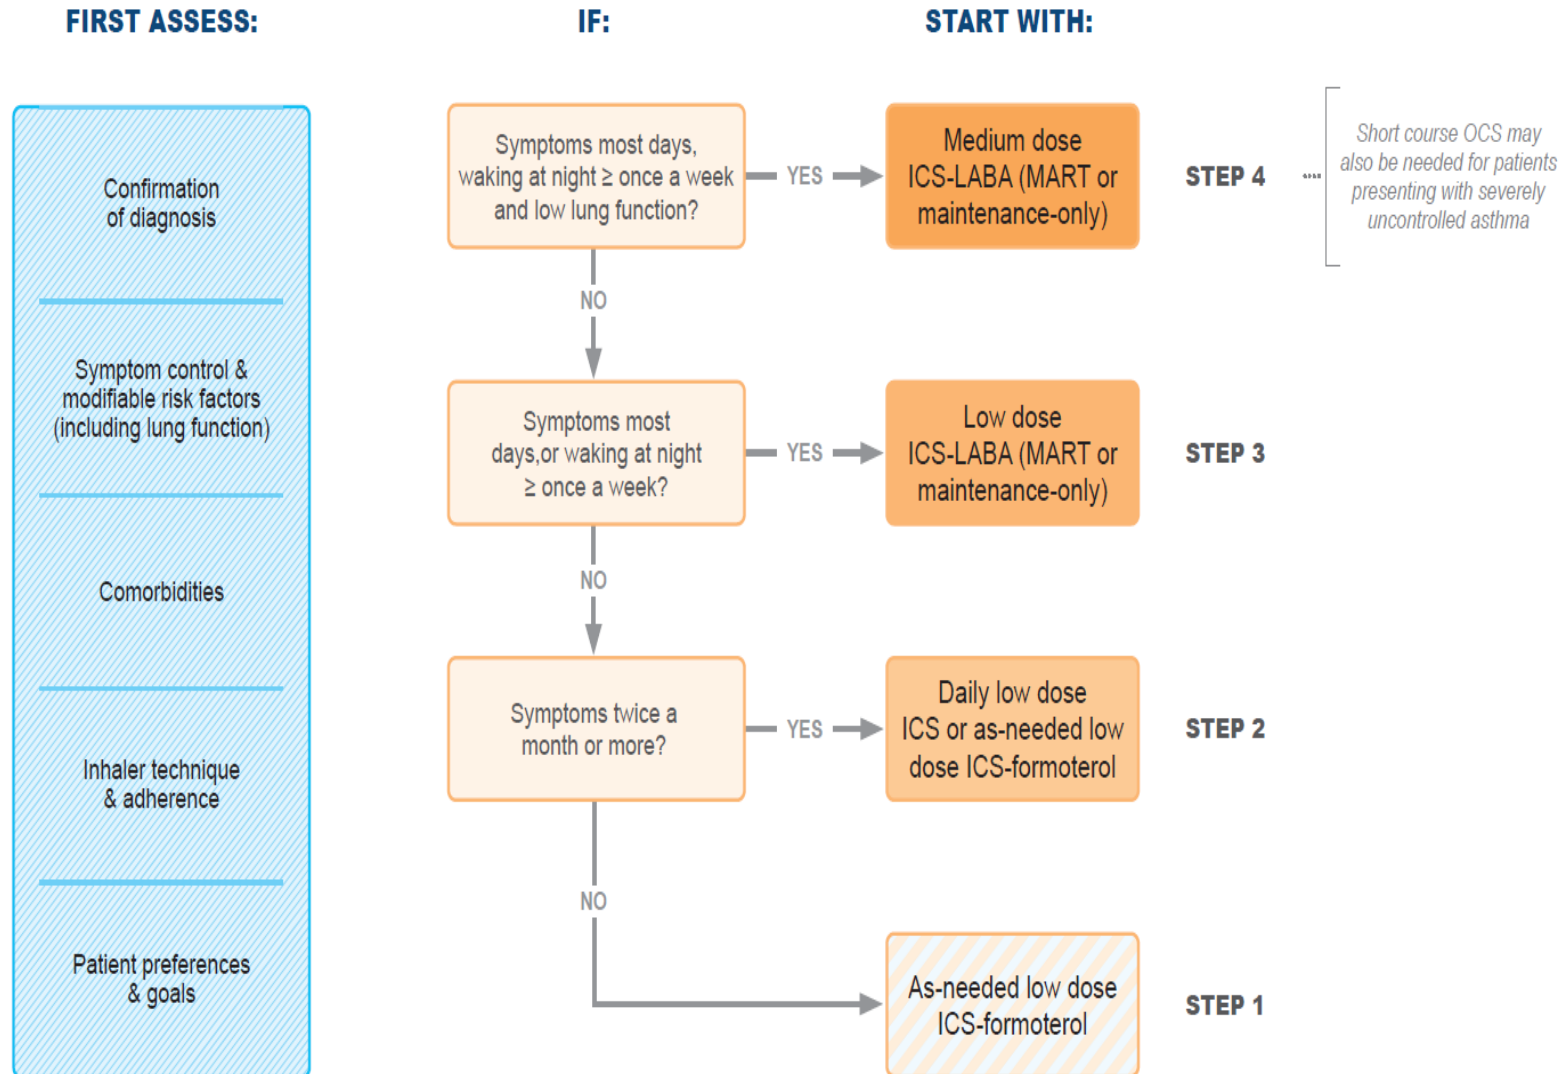 FIRST ASSESS:
IF:
START WITH:
Confirmation
of diagnosis
Symptom control &
modifiable risk factors
(including lung function)
Comorbidities
Inhaler technique
& adherence
Patient preferences
& goals
Symptoms most days,
waking at night ≥ once a week
and low lung function?
YES
Medium dose
ICS-LABA (MART or
maintenance-only)
STEP 4
Short course OCS may
also be needed for patients
presenting with severely
uncontrolled asthma
NO
Symptoms most
days,or waking at night
≥ once a week?
YES
Low dose
ICS-LABA (MART or
maintenance-only)
STEP 3
NO
Symptoms twice a
month or more?
YES
Daily low dose
ICS or as-needed low
dose ICS-formoterol
STEP 2
NO
As-needed low dose
ICS-formoterol
STEP 1